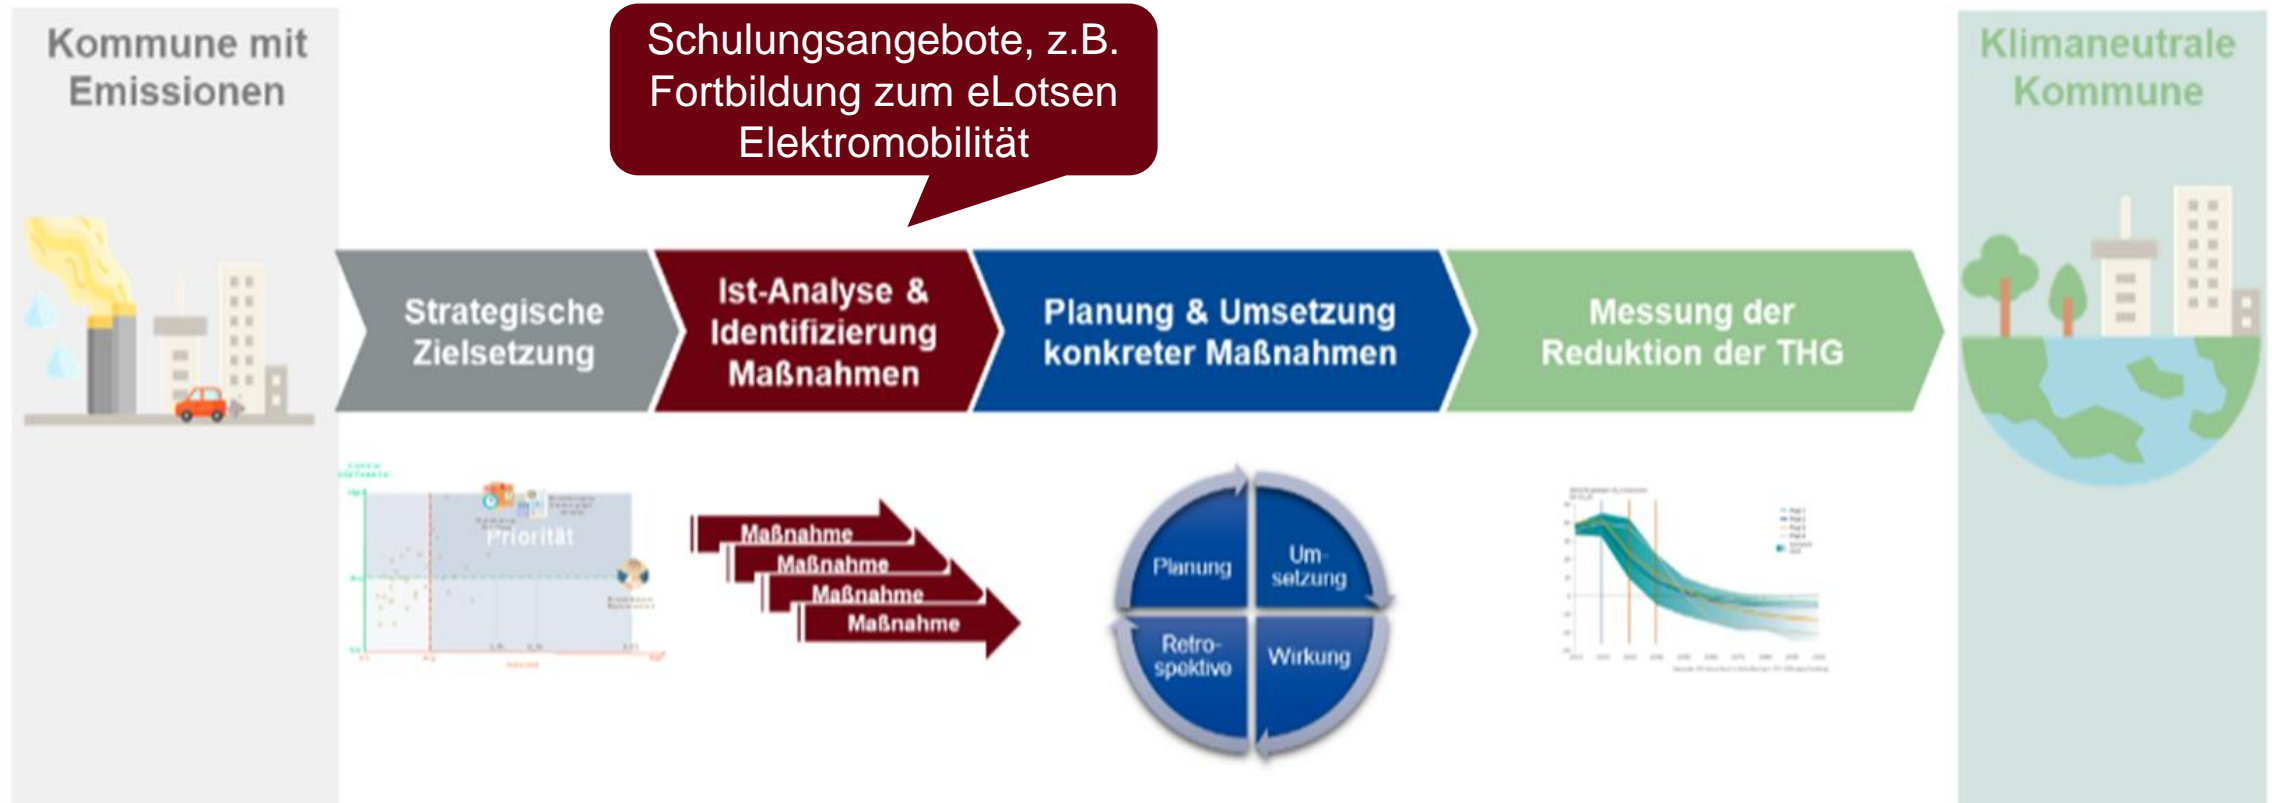 Kommune mit
Emissionen
Schulungsangebote, z.B.
Fortbildung zum eLotsen
Elektromobilität
Klimaneutrale
Kommune
Strategische
Zielsetzung
Ist-Analyse &
Identifizierung
Maßnahmen
Planung & Umsetzung
konkreter Maßnahmen
Messung der
Reduktion der THG
Priorität
Maßnahme
Maßnahme
Maßnahme
Maßnahme
Planung
Um-
setzung
Retro-
spektive
Wirkung